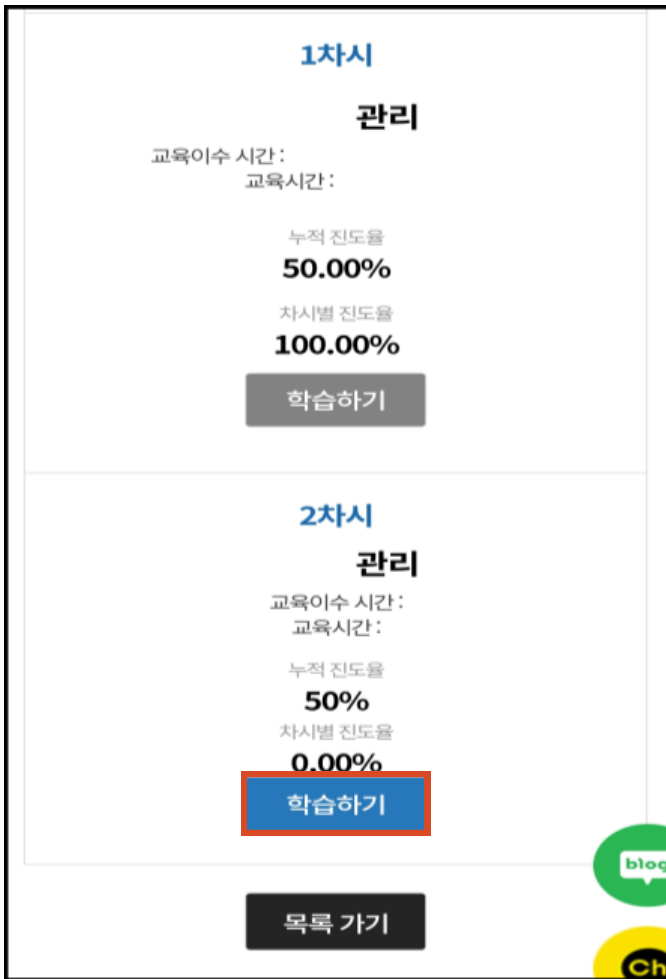 1차시
관리
교육이수 시간 :
교육시간 :
누적 진도율
50.00%
차시별 진도율
100.00%
학습하기
2차시
관리
교육이수 시간 :
교육시간 :
누적 진도율
50%
차시별 진도율
0.00%
학습하기
blog
목록 가기
Ch